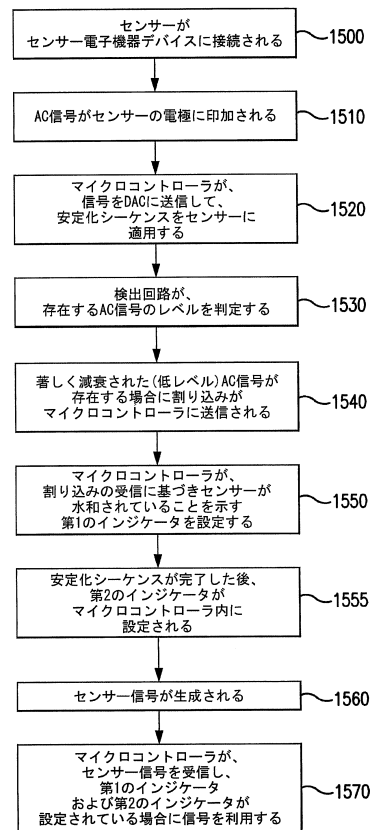 センサーが
センサー電子機器デバイスに接続される
1500
AC信号がセンサーの電極に印加される
1510
マイクロコントローラが、
信号をDACに送信して、
安定化シーケンスをセンサーに
適用する
1520
検出回路が、
存在するAC信号のレベルを判定する
1530
著しく減衰された(低レベル)AC信号が
存在する場合に割り込みが
マイクロコントローラに送信される
1540
マイクロコントローラが、
割り込みの受信に基づきセンサーが
水和されていることを示す
第1のインジケータを設定する
1550
安定化シーケンスが完了した後、
第2のインジケータが
マイクロコントローラ内に
設定される
1555
センサー信号が生成される
1560
マイクロコントローラが、
センサー信号を受信し、
第1のインジケータ
および第2のインジケータが
設定されている場合に信号を利用する
1570